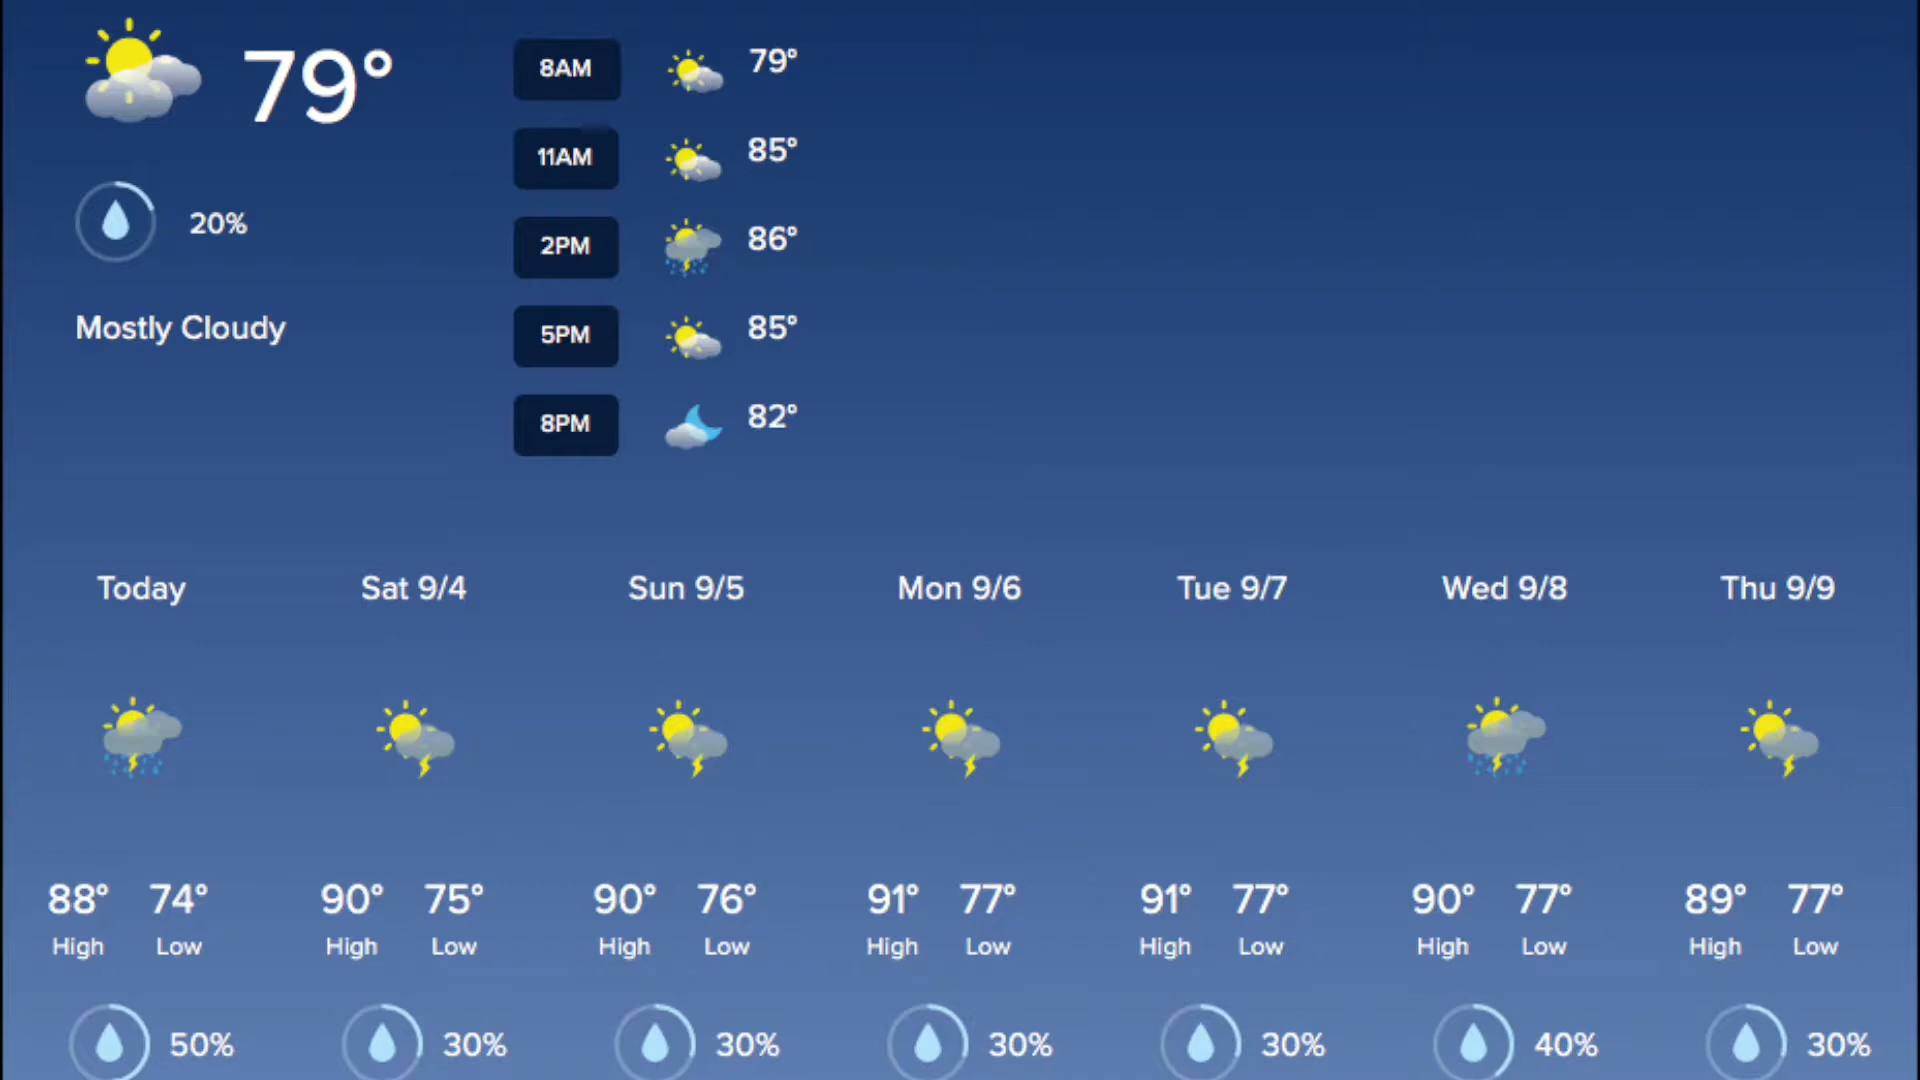 79°
20%
Mostly Cloudy
8AM 79°
11AM 85°
2PM 86°
5PM 85°
8PM 82°
Today Sat 9/4 Sun 9/5 Mon 9/6 Tue 9/7 Wed 9/8 Thu 9/9
88° 74° 90° 75° 90° 76° 91° 77° 91° 77° 90° 77° 89° 77°
High Low High Low High Low High Low High Low High Low High Low
50% 30% 30% 30% 30% 40% 30%